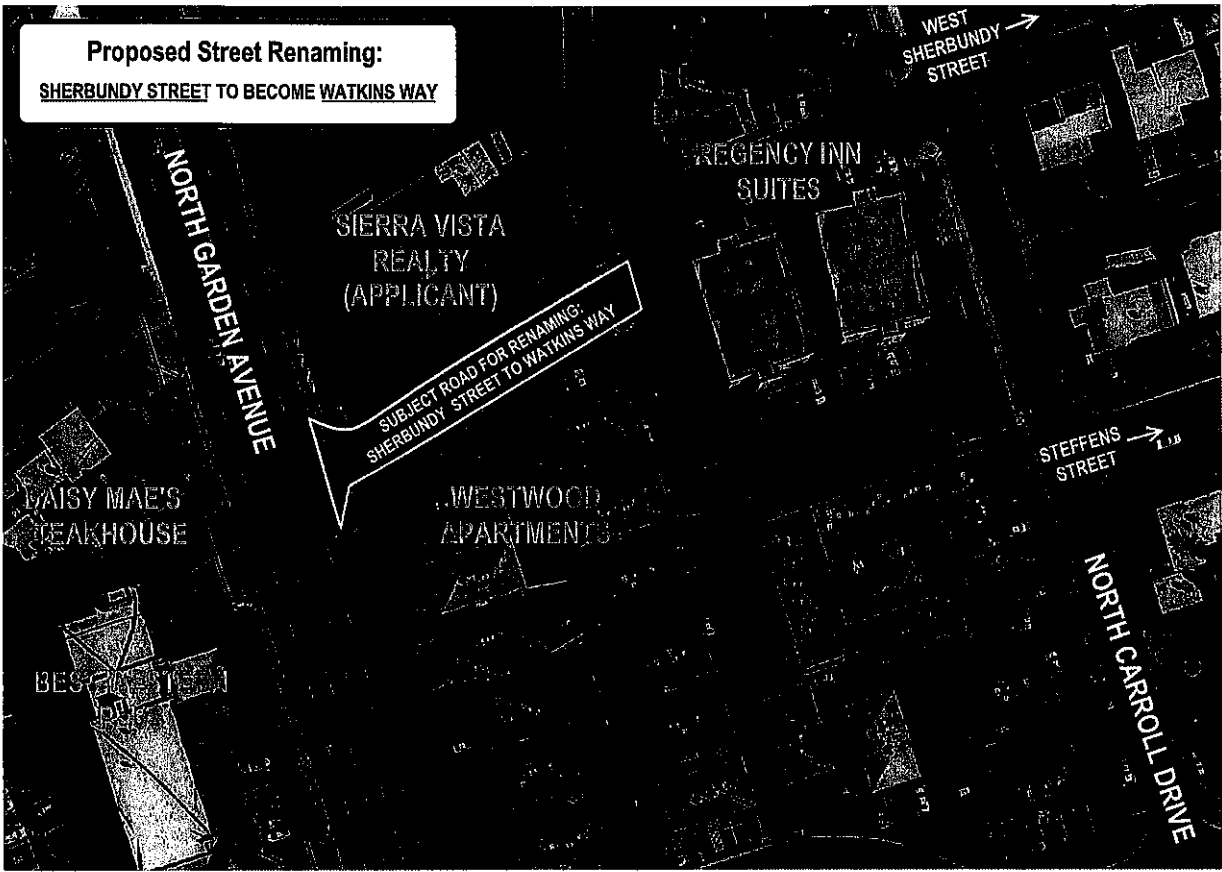 Proposed Street Renaming:
SHERBUNDY STREET TO BECOME WATKINS WAY
WEST
SHERBUNDY
STREET
NORTH GARDEN AVENUE
REGENCY INN
SUITES
SIERRA VISTA
REALTY
(APPLICANT)
SUBJECT ROAD FOR RENAMING:
SHERBUNDY STREET TO WATKINS WAY
STEFFENS
STREET
DAISY MAE'S
STEAKHOUSE
WESTWOOD
APARTMENTS
NORTH CARROLL DRIVE
BEST WESTERN